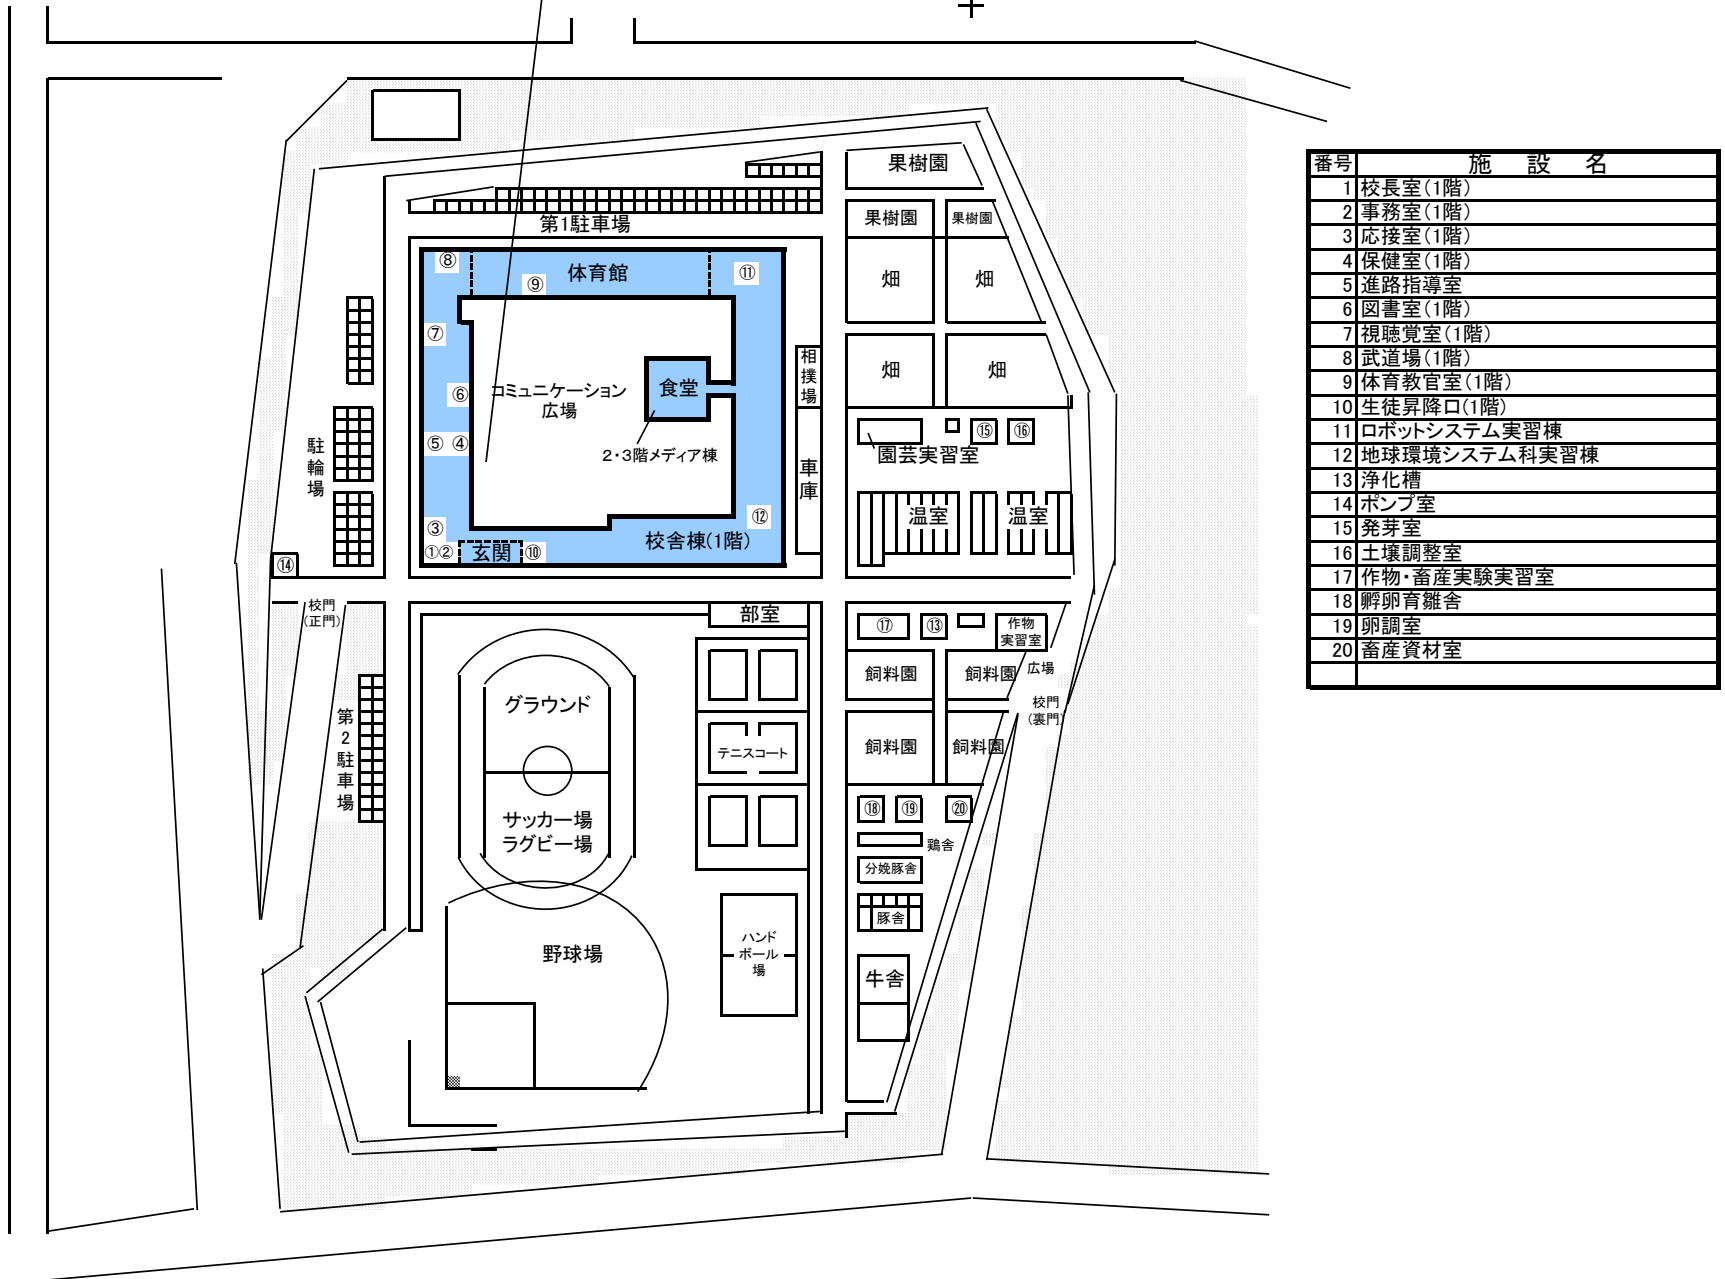 果樹園
果樹園
果樹園
第1駐車場
⑧
体育館
⑪
⑨
畑
畑
⑦
相撲場
コミュニケーション
広場
食堂
畑
畑
⑥
⑤
④
2・3階メディア棟
駐輪場
車庫
⑮
⑯
園芸実習室
温室
温室
③
⑫
校舎棟(1階)
①②
玄関
⑩
⑭
校門
(正門)
部室
⑰
⑬
作物
実習室
飼料園
飼料園
広場
校門
(裏門)
グラウンド
第2駐車場
テニスコート
飼料園
飼料園
サッカー場
ラグビー場
⑱
⑲
⑳
鶏舎
分娩豚舎
豚舎
野球場
ハンド
ボール
場
牛舎
番号 施 設 名
1 校長室(1階)
2 事務室(1階)
3 応接室(1階)
4 保健室(1階)
5 進路指導室
6 図書室(1階)
7 視聴覚室(1階)
8 武道場(1階)
9 体育教官室(1階)
10 生徒昇降口(1階)
11 ロボットシステム実習棟
12 地球環境システム科実習棟
13 浄化槽
14 ポンプ室
15 発芽室
16 土壌調整室
17 作物・畜産実験実習室
18 孵卵育雛舎
19 卵調室
20 畜産資材室